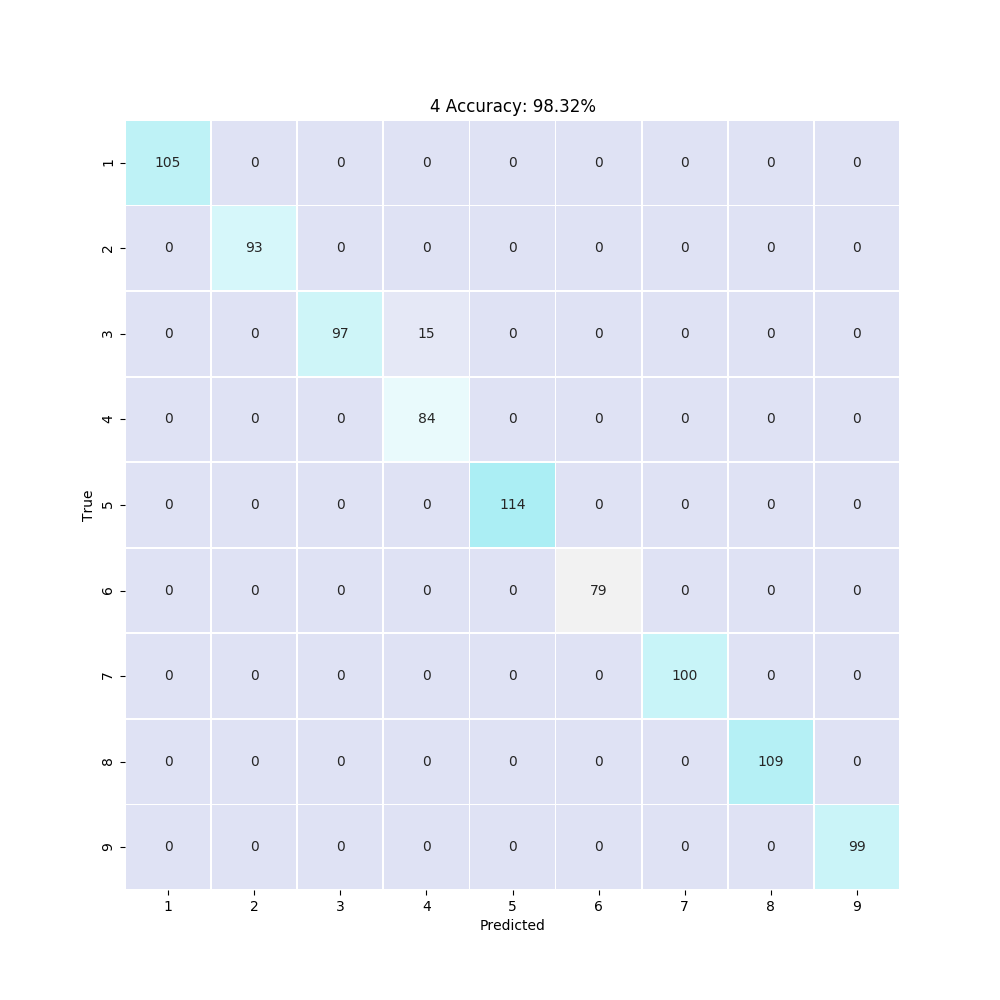 4 Accuracy: 98.32%
1 105 0 0 0 0 0 0 0 0
2 0 93 0 0 0 0 0 0 0
3 0 0 97 15 0 0 0 0 0
4 0 0 0 84 0 0 0 0 0
True
5 0 0 0 0 114 0 0 0 0
6 0 0 0 0 0 79 0 0 0
7 0 0 0 0 0 0 100 0 0
8 0 0 0 0 0 0 0 109 0
9 0 0 0 0 0 0 0 0 99
1 2 3 4 5 6 7 8 9
Predicted